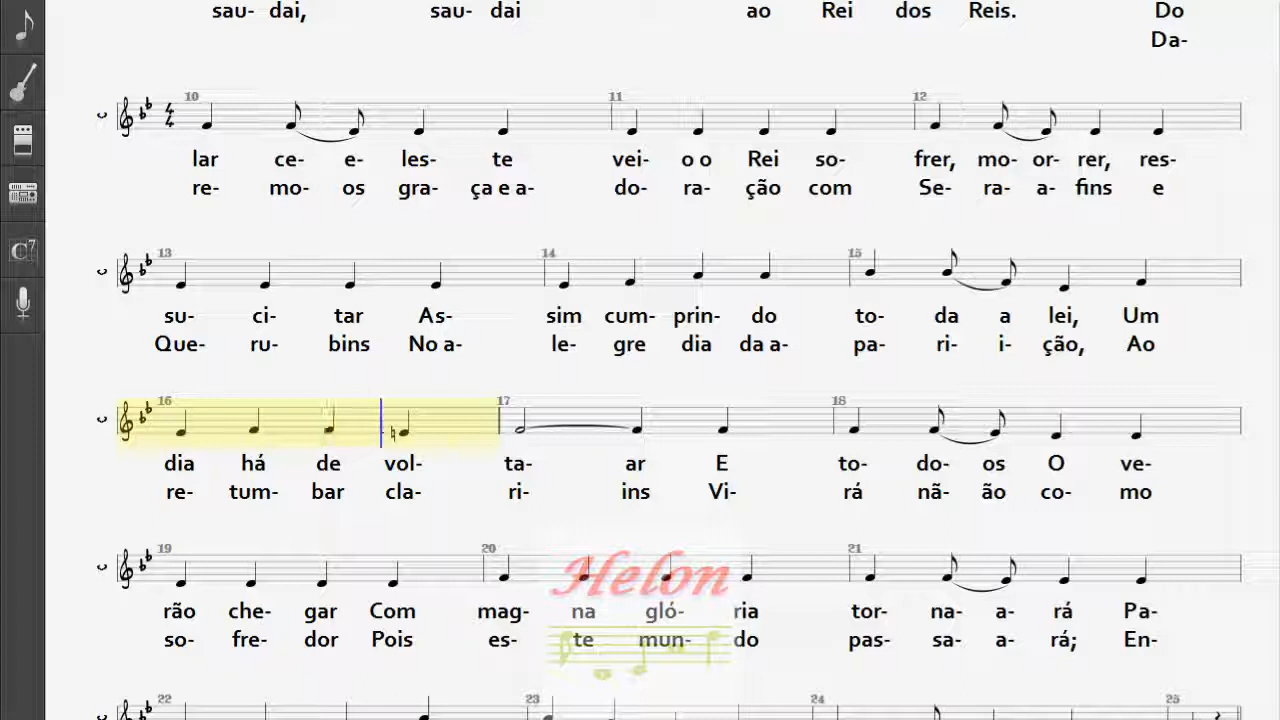 sau- dai, sau- dai ao Rei dos Reis. Do
Da-
10 11 12
lar ce- e- les- te vei- o o Rei so- frer, mo- or- rer, res-
re- mo- os gra- ça e a- do- ra- ção com Se- ra- a- fins e
13 14 15
su- ci- tar As- sim cum- prin- do to- da a lei, Um
Que- ru- bins No a- le- gre dia da a- pa- ri- i- ção, Ao
16 17 18
dia há de vol- ta- ar E to- do- os O ve-
re- tum- bar cla- ri- ins Vi- rá nã- ão co- mo
19 20 21
Helon
rão che- gar Com mag- na gló- ria tor- na- a- rá Pa-
so- fre- dor Pois es- te mun- do pas- sa- a- rá; En-
22 23 24 25
C7